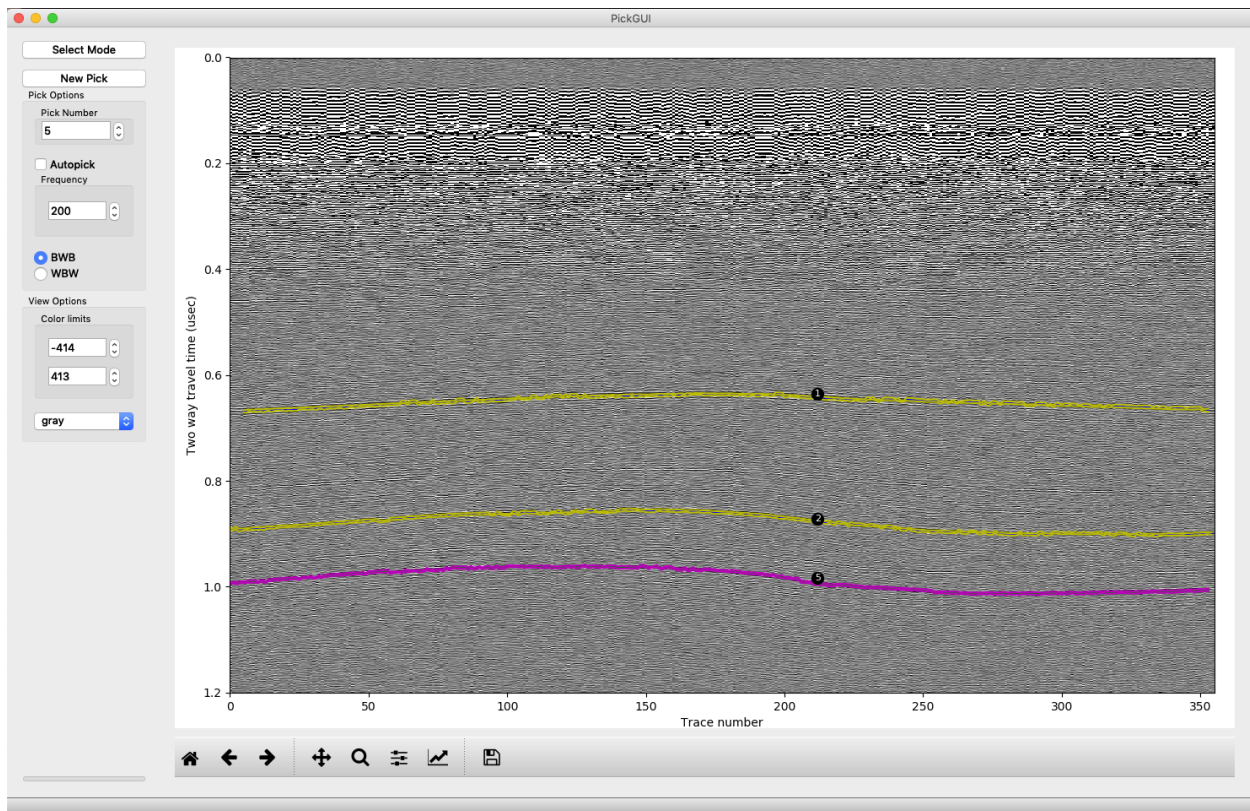 PickGUI
Select Mode
New Pick
Pick Options
Pick Number
5
Autopick
Frequency
200
BWB
WBW
View Options
Color limits
-414
413
gray
Two way travel time (usec)
0.0
0.2
0.4
0.6
0.8
1.0
1.2
1
2
5
0 50 100 150 200 250 300 350
Trace number